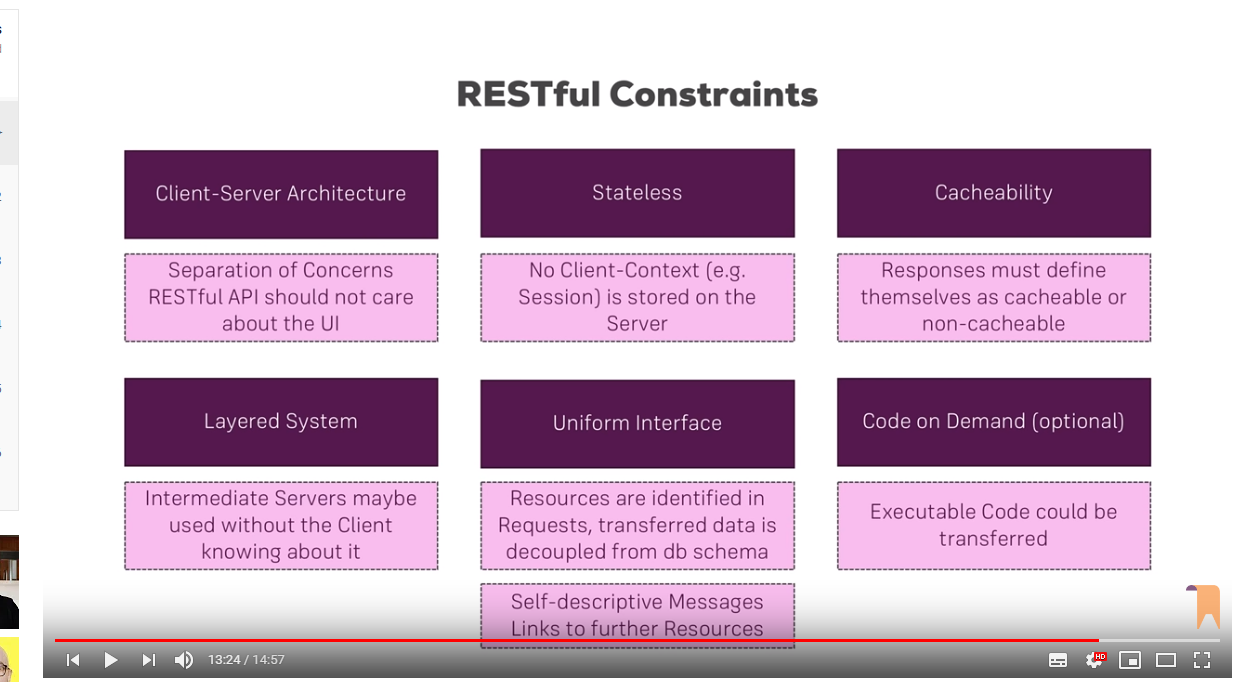 RESTful Constraints
Client-Server Architecture
Stateless
Cacheability
Separation of Concerns
RESTful API should not care
about the UI
No Client-Context (e.g.
Session) is stored on the
Server
Responses must define
themselves as cacheable or
non-cacheable
Layered System
Uniform Interface
Code on Demand (optional)
Intermediate Servers maybe
used without the Client
knowing about it
Resources are identified in
Requests, transferred data is
decoupled from db schema
Executable Code could be
transferred
Self-descriptive Messages
Links to further Resources
13:24 / 14:57
HD